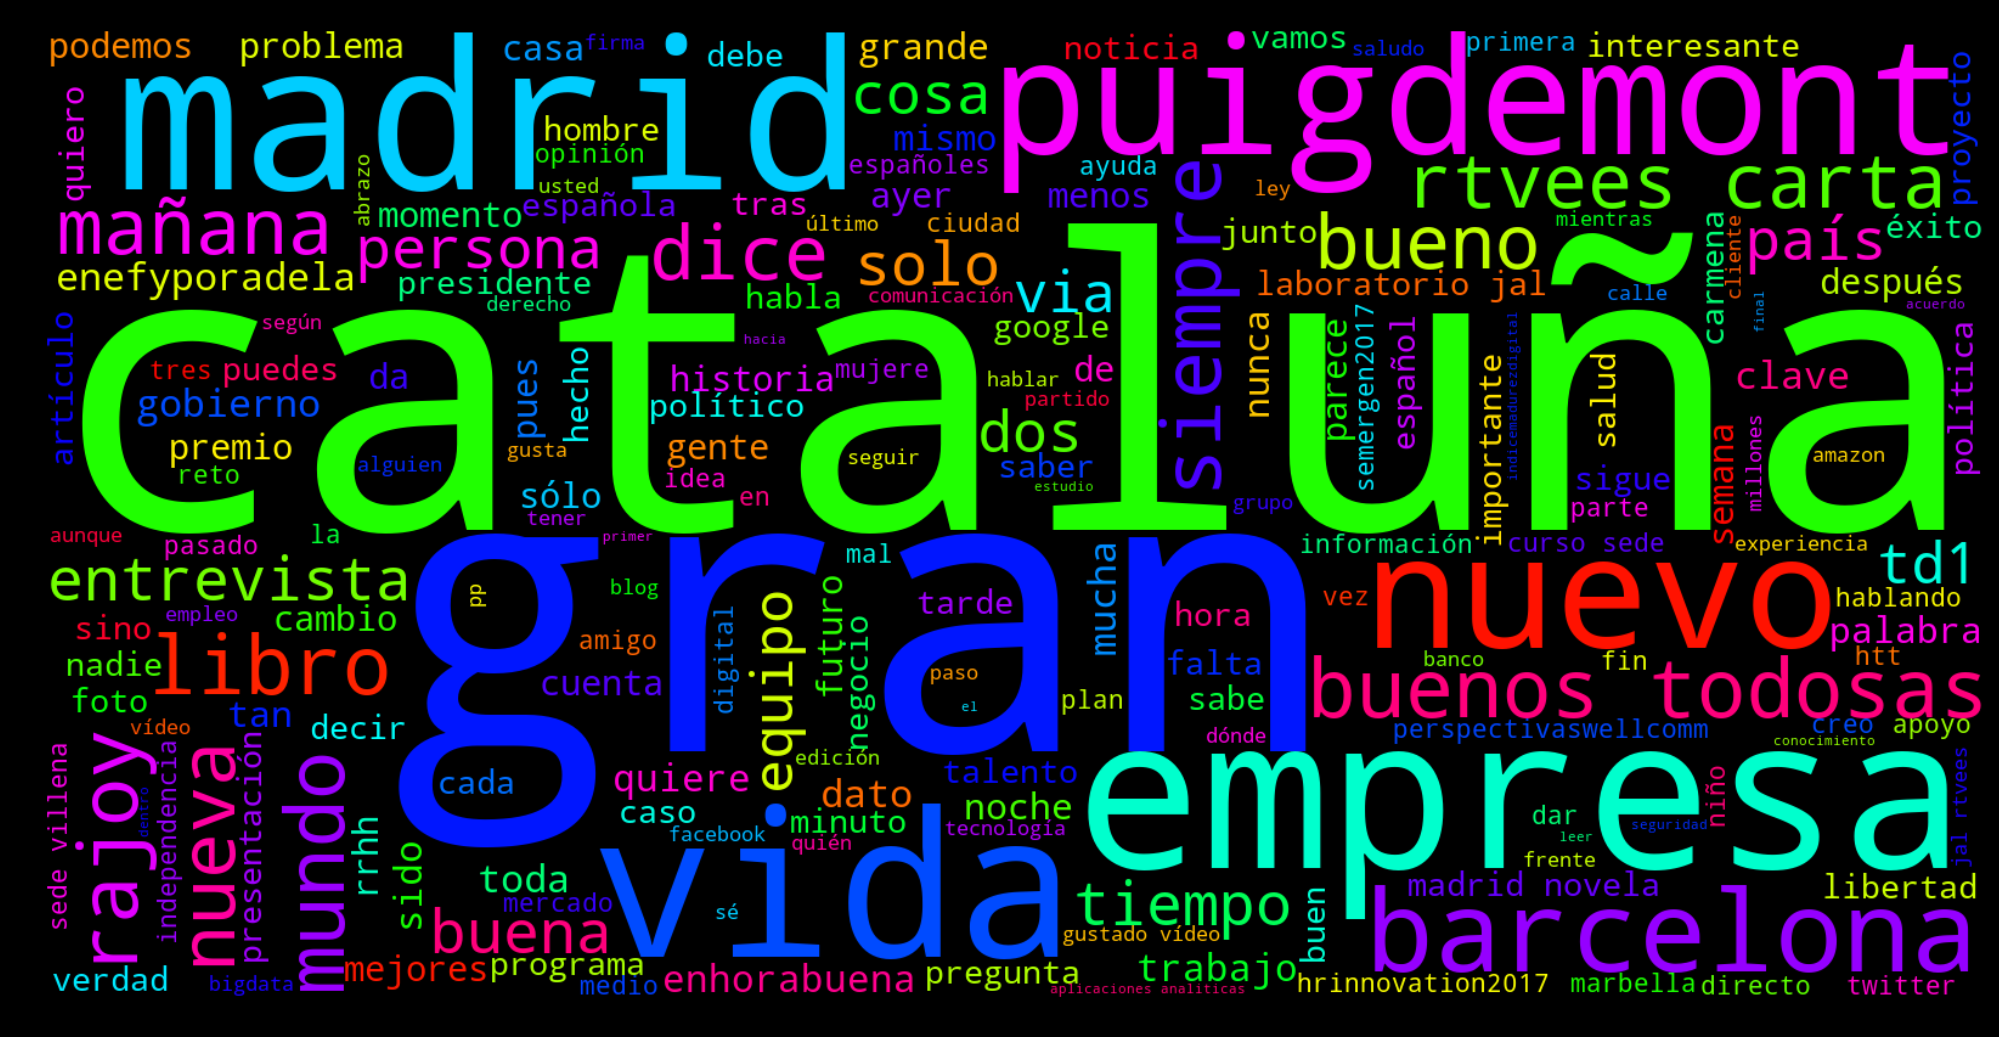 podemos
problema
casa
firma
debe
grande
noticia
vamos
saludo
primera
interesante
madrid
puigdemont
cosa
quiero
hombre
opinión
mismo
proyecto
abrazo
usted
españoles
ayuda
ayer
menos
ley
rtvees carta
mañana
momento
española
tras
último
ciudad
siempre
junto
mientras
carmena
cliente
éxito
persona
dice
solo
bueno
país
enefyporadela
presidente
derecho
habla
comunicación
via
laboratorio jal
calle
después
acuerdo
final
cataluña
artículo
según
google
nunca
hacia
tres
puedes
da
pues
hecho
historia
mujere
hablar
de
parece
semergen2017
español
indicemadurezdigital
importante
salud
clave
política
gobierno
político
partido
dos
premio
gusta
gente
seguir
saber
reto
alguien
idea
estudio
sigue
amazon
semana
millones
sólo
en
grupo
parte
aunque
la
tener
primer
pasado
mal
mucha
información
curso sede
experiencia
gran
entrevista
pp
blog
nuevo
td1
empleo
futuro
tarde
vez
hablando
sino
cambio
amigo
digital
equipo
negocio
hora
palabra
nadie
libro
cuenta
paso
falta
banco
fin
htt
foto
el
plan
sabe
buenos todosas
vídeo
tan
decir
dónde
perspectivaswellcomm
creo
apoyo
sede villena
rajoy
dentro
independencia
nueva
presentación
mundo
edición
conocimiento
cada
quiere
talento
empresa
niño
jal rtvees
caso
dato
noche
dar
seguridad
rrhh
sido
facebook
minuto
quién
tecnología
leer
frente
toda
vida
madrid novela
libertad
mercado
sé
tiempo
buen
barcelona
buena
gustado vídeo
verdad
bigdata
mejores
programa
medio
enhorabuena
pregunta
aplicaciones analiticas
trabajo
hrinnovation2017
marbella
directo
twitter